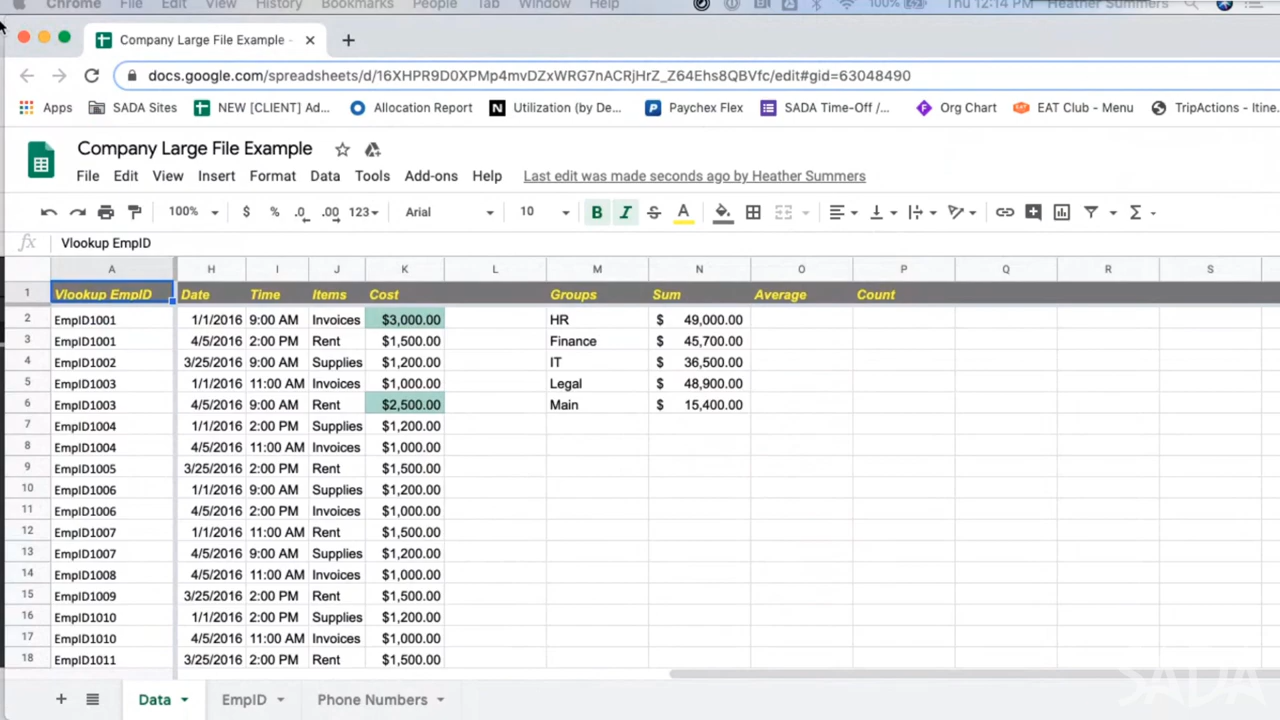 Chrome File Edit View History Bookmarks People Tab Window Help 100% Thu 12:14 PM Heather Summers
Company Large File Example -
docs.google.com/spreadsheets/d/16XHPR9D0XPMp4mvDZxWRG7nACRjHrZ_Z64Ehs8QBVfc/edit#gid=63048490
Apps SADA Sites NEW [CLIENT] Ad... Allocation Report Utilization (by De... Paychex Flex SADA Time-Off /... Org Chart EAT Club - Menu TripActions - Itine
Company Large File Example
File Edit View Insert Format Data Tools Add-ons Help Last edit was made seconds ago by Heather Summers
100% $ % .0 .00 123 Arial 10 B I S A Σ
fx Vlookup EmpID
A H I J K L M N O P Q R S
1 Vlookup EmpID Date Time Items Cost Groups Sum Average Count
2 EmpID1001 1/1/2016 9:00 AM Invoices $3,000.00 HR $ 49,000.00
3 EmpID1001 4/5/2016 2:00 PM Rent $1,500.00 Finance $ 45,700.00
4 EmpID1002 3/25/2016 9:00 AM Supplies $1,200.00 IT $ 36,500.00
5 EmpID1003 1/1/2016 11:00 AM Invoices $1,000.00 Legal $ 48,900.00
6 EmpID1003 4/5/2016 9:00 AM Rent $2,500.00 Main $ 15,400.00
7 EmpID1004 1/1/2016 2:00 PM Supplies $1,200.00
8 EmpID1004 4/5/2016 11:00 AM Invoices $1,000.00
9 EmpID1005 3/25/2016 2:00 PM Rent $1,500.00
10 EmpID1006 1/1/2016 9:00 AM Supplies $1,200.00
11 EmpID1006 4/5/2016 2:00 PM Invoices $1,000.00
12 EmpID1007 1/1/2016 11:00 AM Rent $1,500.00
13 EmpID1007 4/5/2016 9:00 AM Supplies $1,200.00
14 EmpID1008 4/5/2016 11:00 AM Invoices $1,000.00
15 EmpID1009 3/25/2016 2:00 PM Rent $1,500.00
16 EmpID1010 1/1/2016 2:00 PM Supplies $1,200.00
17 EmpID1010 4/5/2016 11:00 AM Invoices $1,000.00
18 EmpID1011 3/25/2016 2:00 PM Rent $1,500.00
Data EmpID Phone Numbers
SADA